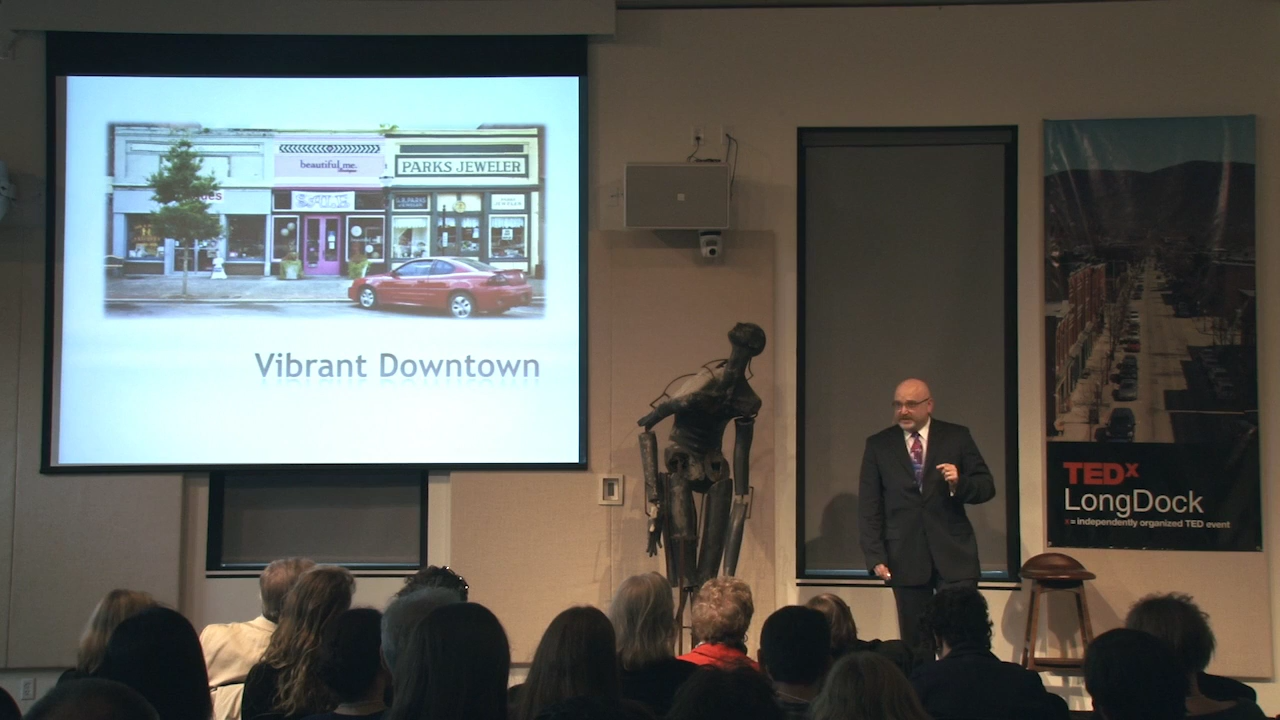 beautiful me.
PARKS JEWELER
Vibrant Downtown
TEDx
LongDock
x = independently organized TED event